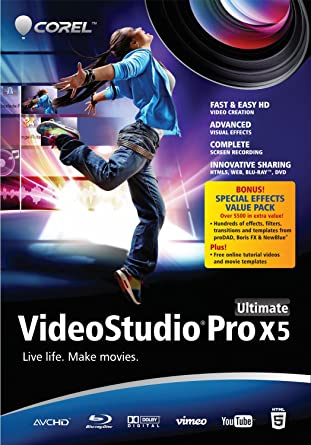 COREL
FAST & EASY HD
VIDEO CREATION
ADVANCED
VISUAL EFFECTS
COMPLETE
SCREEN RECORDING
INNOVATIVE SHARING
HTML5, WEB, BLU-RAY™, DVD
BONUS!
SPECIAL EFFECTS
VALUE PACK
Over $500 in extra value!
• Hundreds of effects, filters,
transitions and templates from
proDAD, Boris FX & NewBlue®
Plus!
• Free online tutorial videos
and movie templates
Ultimate
VideoStudio® Pro X5
Live life. Make movies.
AVCHD
Blu-ray Disc
DOLBY
DIGITAL
vimeo
YouTube
HTML
5